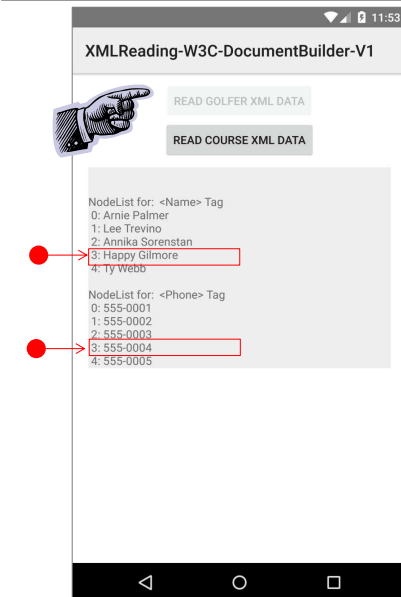 11:53
XMLReading-W3C-DocumentBuilder-V1
READ GOLFER XML DATA
READ COURSE XML DATA
NodeList for: <Name> Tag
0: Arnie Palmer
1: Lee Trevino
2: Annika Sorenstan
3: Happy Gilmore
4: Ty Webb
NodeList for: <Phone> Tag
0: 555-0001
1: 555-0002
2: 555-0003
3: 555-0004
4: 555-0005